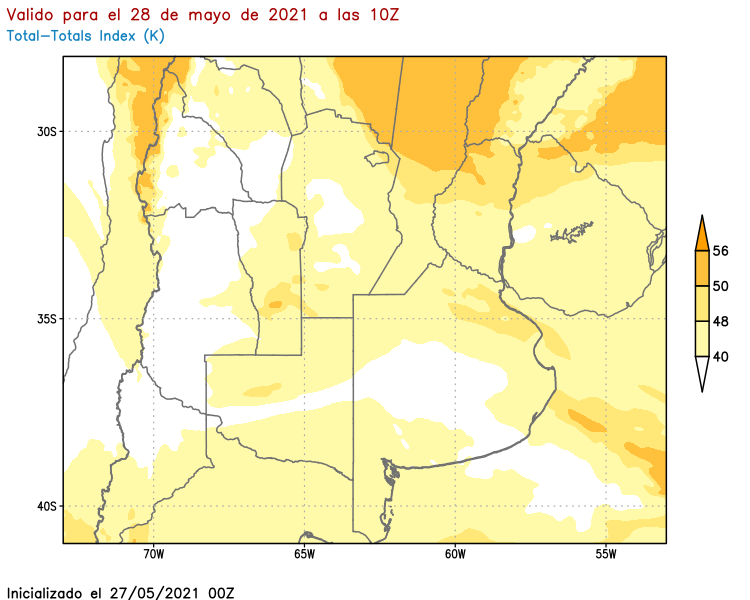 Valido para el 28 de mayo de 2021 a las 10Z
Total-Totals Index (K)
30S
35S
40S
70W
65W
60W
55W
56
50
48
40
Inicializado el 27/05/2021 00Z